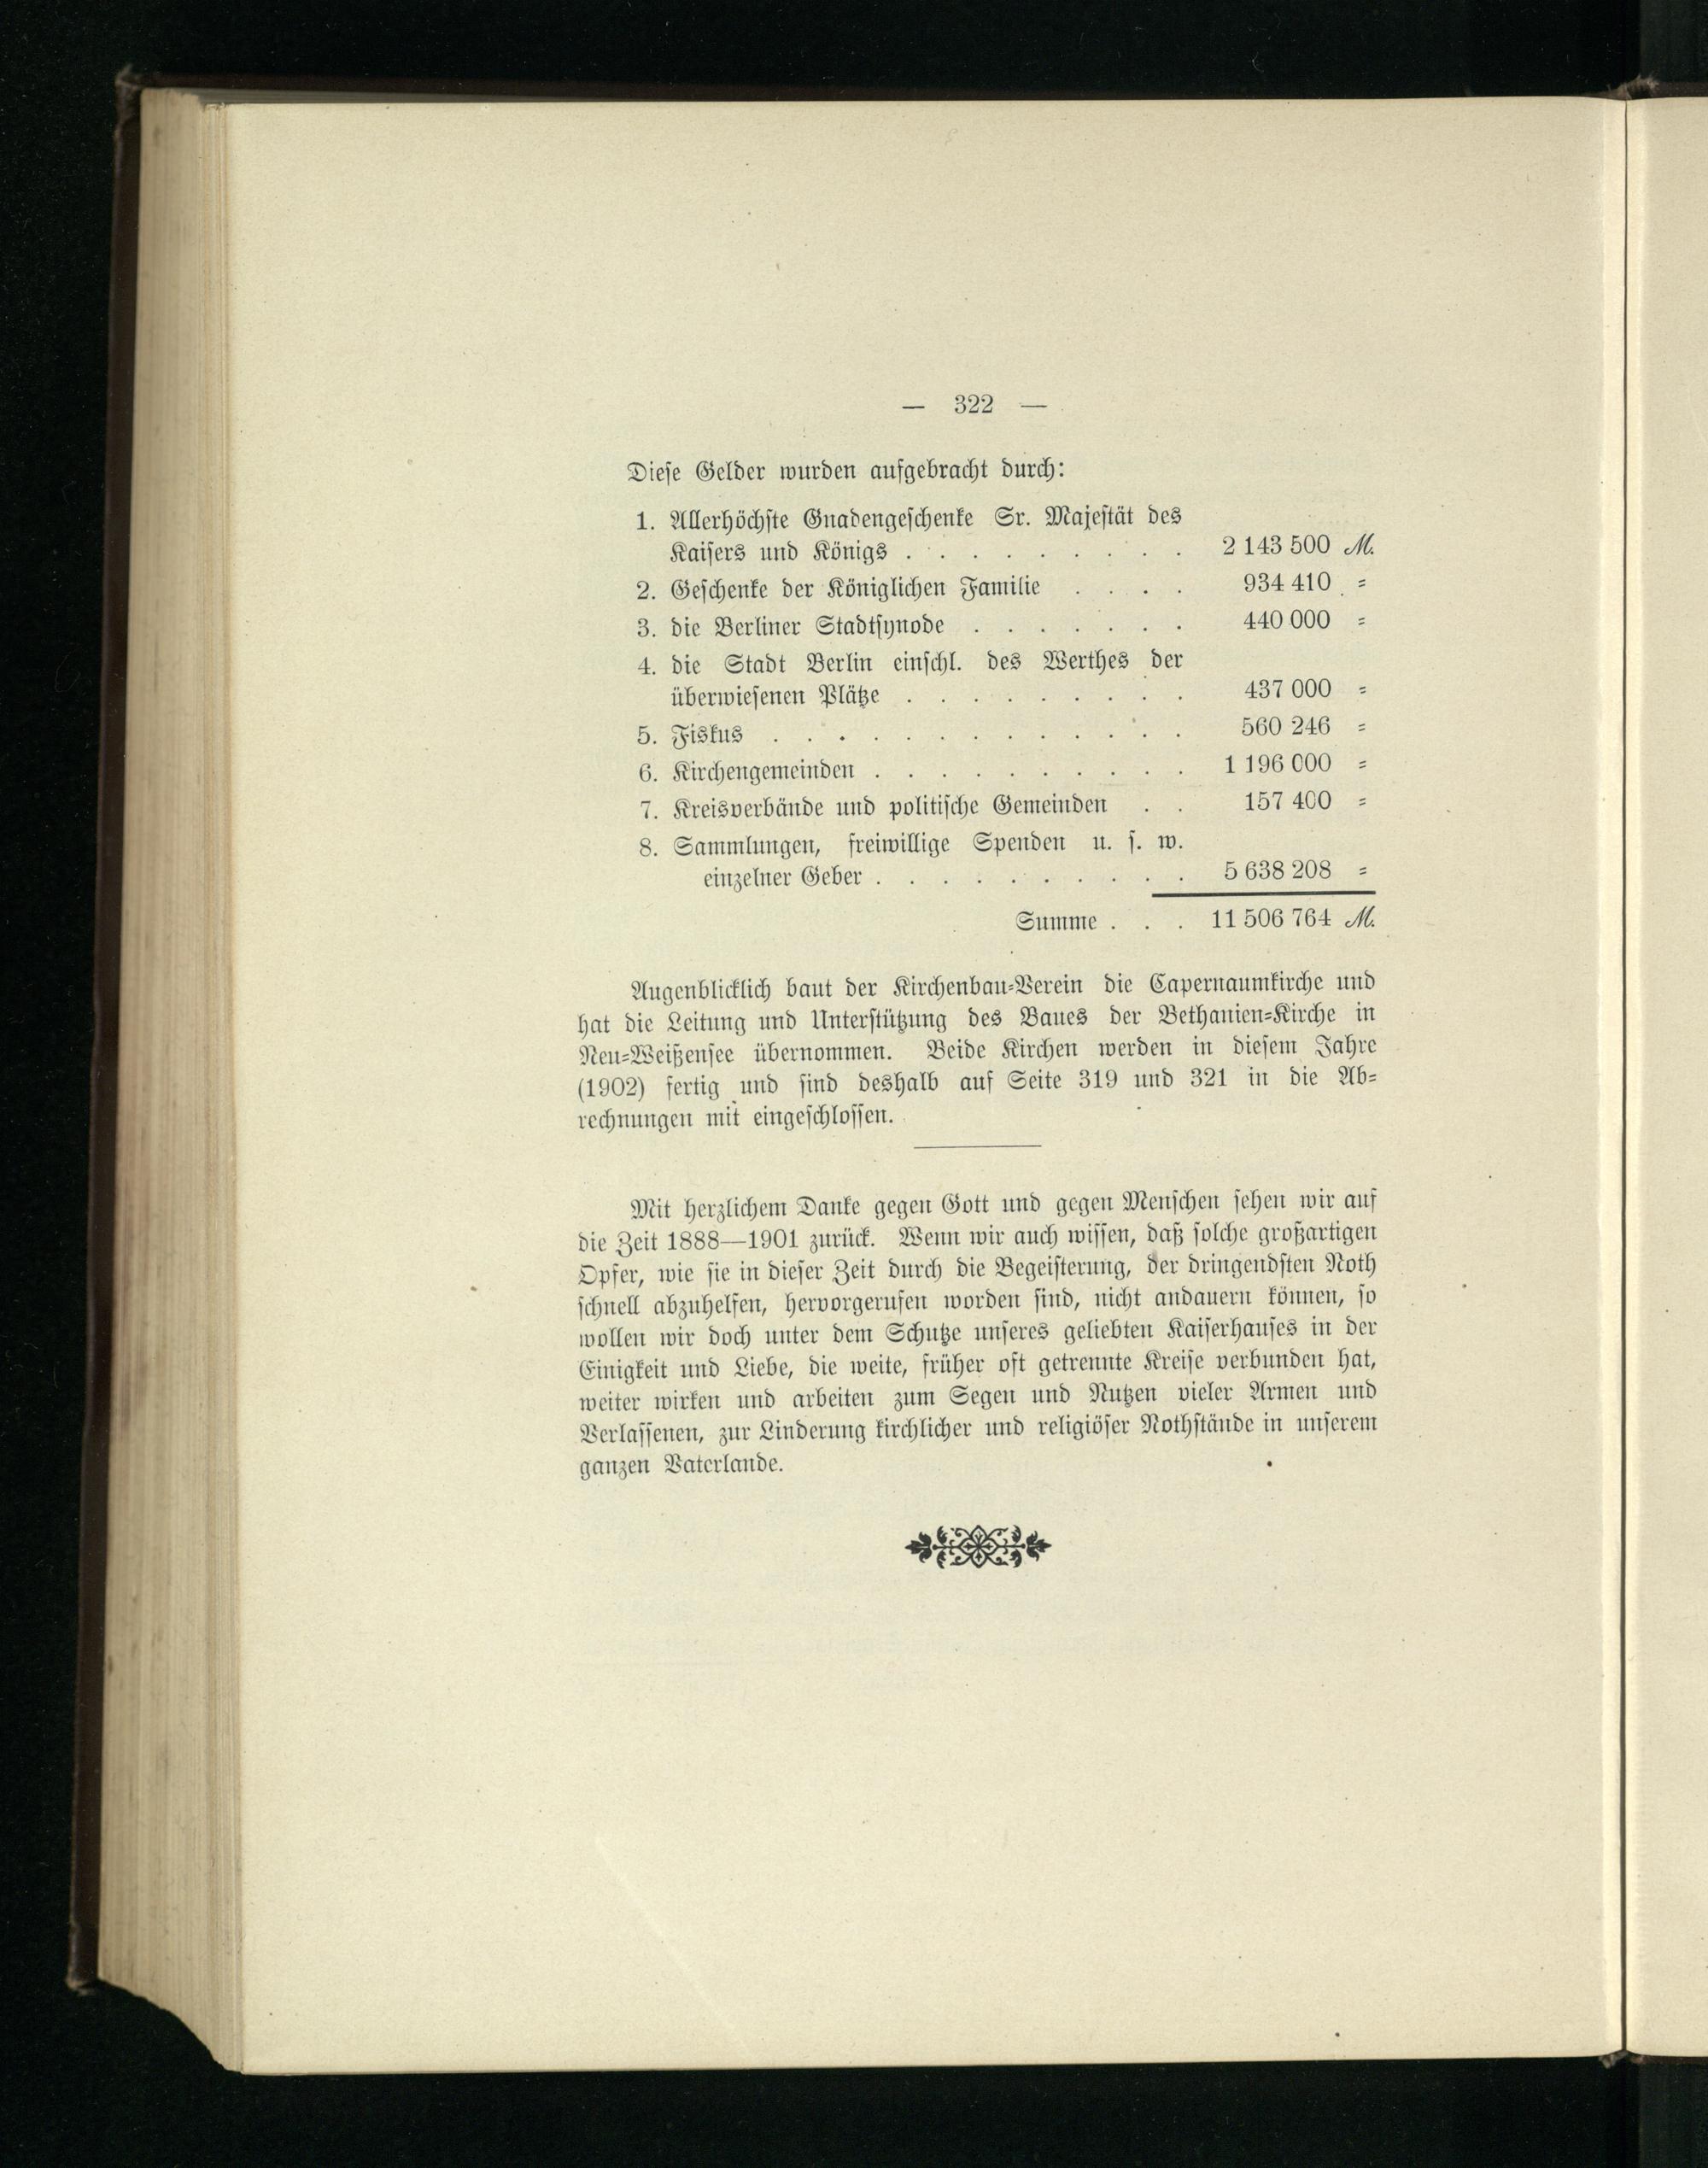 — 322 —
Diese Gelder wurden aufgebracht durch:
1. Allerhöchste Gnadengeschenke Sr. Majestät des
Kaisers und Königs . . . . . . . . . 2 143 500 ℳ.
2. Geschenke der Königlichen Familie . . . . 934 410 =
3. die Berliner Stadtsynode . . . . . . . 440 000 =
4. die Stadt Berlin einschl. des Werthes der
überwiesenen Plätze . . . . . . . . . 437 000 =
5. Fiskus . . . . . . . . . . . . . 560 246 =
6. Kirchengemeinden . . . . . . . . . . 1 196 000 =
7. Kreisverbände und politische Gemeinden . . 157 400 =
8. Sammlungen, freiwillige Spenden u. s. w.
einzelner Geber . . . . . . . . . . 5 638 208 =
Summe . . . 11 506 764 ℳ.
Augenblicklich baut der Kirchenbau=Verein die Capernaumkirche und
hat die Leitung und Unterstützung des Baues der Bethanien=Kirche in
Neu=Weißensee übernommen. Beide Kirchen werden in diesem Jahre
(1902) fertig und sind deshalb auf Seite 319 und 321 in die Ab=
rechnungen mit eingeschlossen.
Mit herzlichem Danke gegen Gott und gegen Menschen sehen wir auf
die Zeit 1888—1901 zurück. Wenn wir auch wissen, daß solche großartigen
Opfer, wie sie in dieser Zeit durch die Begeisterung, der dringendsten Noth
schnell abzuhelfen, hervorgerufen worden sind, nicht andauern können, so
wollen wir doch unter dem Schutze unseres geliebten Kaiserhauses in der
Einigkeit und Liebe, die weite, früher oft getrennte Kreise verbunden hat,
weiter wirken und arbeiten zum Segen und Nutzen vieler Armen und
Verlassenen, zur Linderung kirchlicher und religiöser Nothstände in unserem
ganzen Vaterlande.